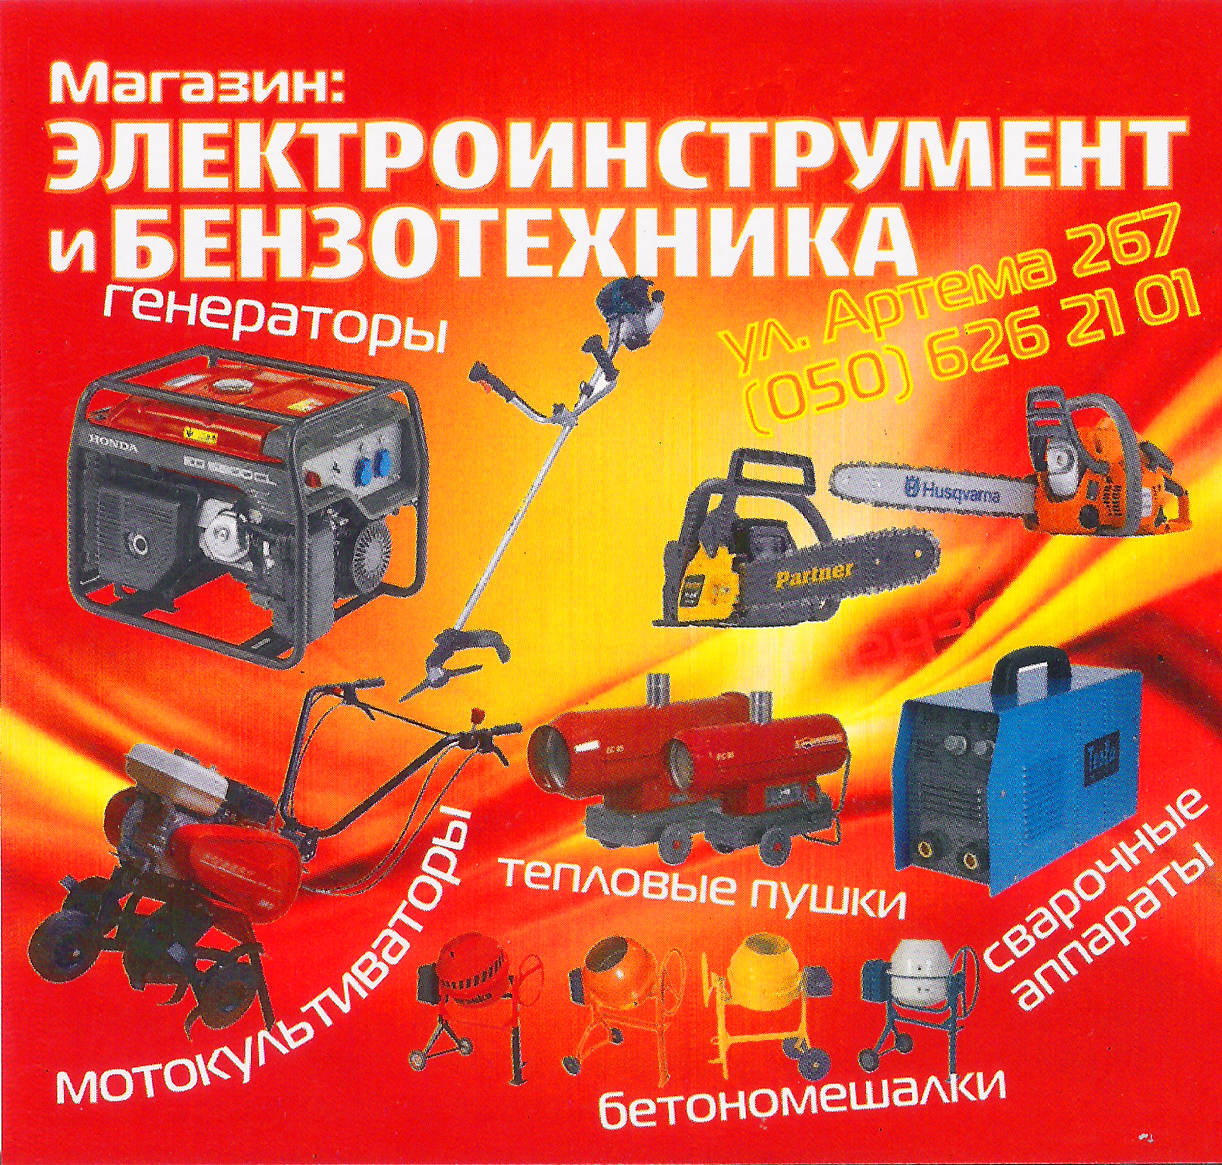 Магазин:
ЭЛЕКТРОИНСТРУМЕНТ
и БЕНЗОТЕХНИКА
ул. Артема 267
(050) 626 21 01
генераторы
HONDA
Husqvarna
Partner
мотокультиваторы
тепловые пушки
сварочные
аппараты
бетономешалки